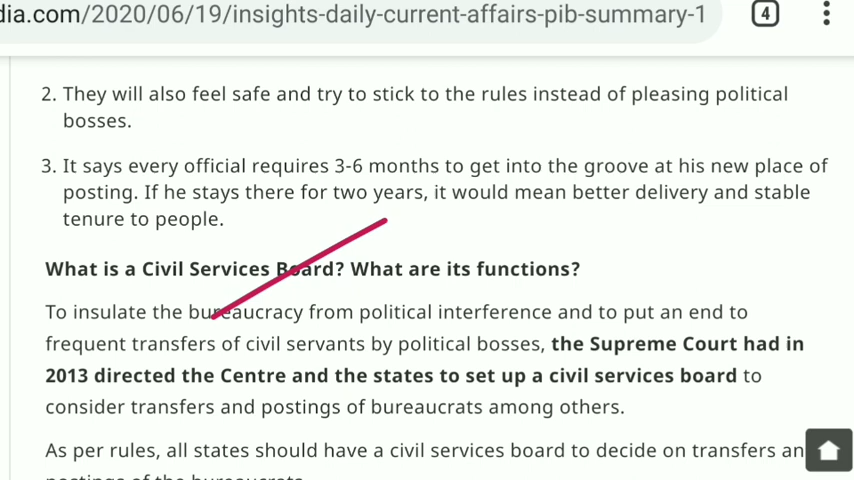 dia.com/2020/06/19/insights-daily-current-affairs-pib-summary-1
4
2. They will also feel safe and try to stick to the rules instead of pleasing political
bosses.
3. It says every official requires 3-6 months to get into the groove at his new place of
posting. If he stays there for two years, it would mean better delivery and stable
tenure to people.
What is a Civil Services Board? What are its functions?
To insulate the bureaucracy from political interference and to put an end to
frequent transfers of civil servants by political bosses, the Supreme Court had in
2013 directed the Centre and the states to set up a civil services board to
consider transfers and postings of bureaucrats among others.
As per rules, all states should have a civil services board to decide on transfers an
postings of the bureaucrats